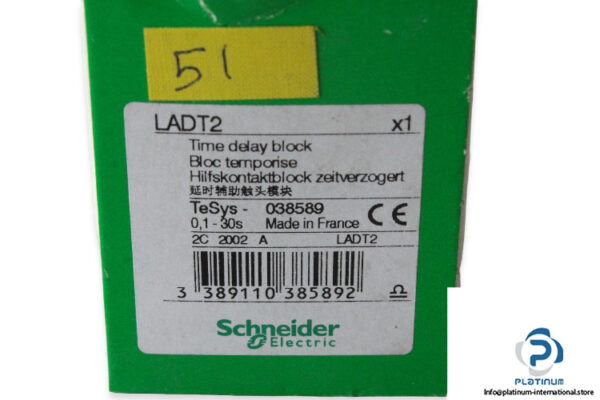 51
LADT2 x1
Time delay block
Bloc temporise
Hilfskontaktblock zeitverzogert
延时辅助触头模块
TeSys - 038589
0,1-30s Made in France CE
2C 2002 A LADT2
3 389110 385892
Schneider
Electric
PLATINUM
Info@platinum-international.store